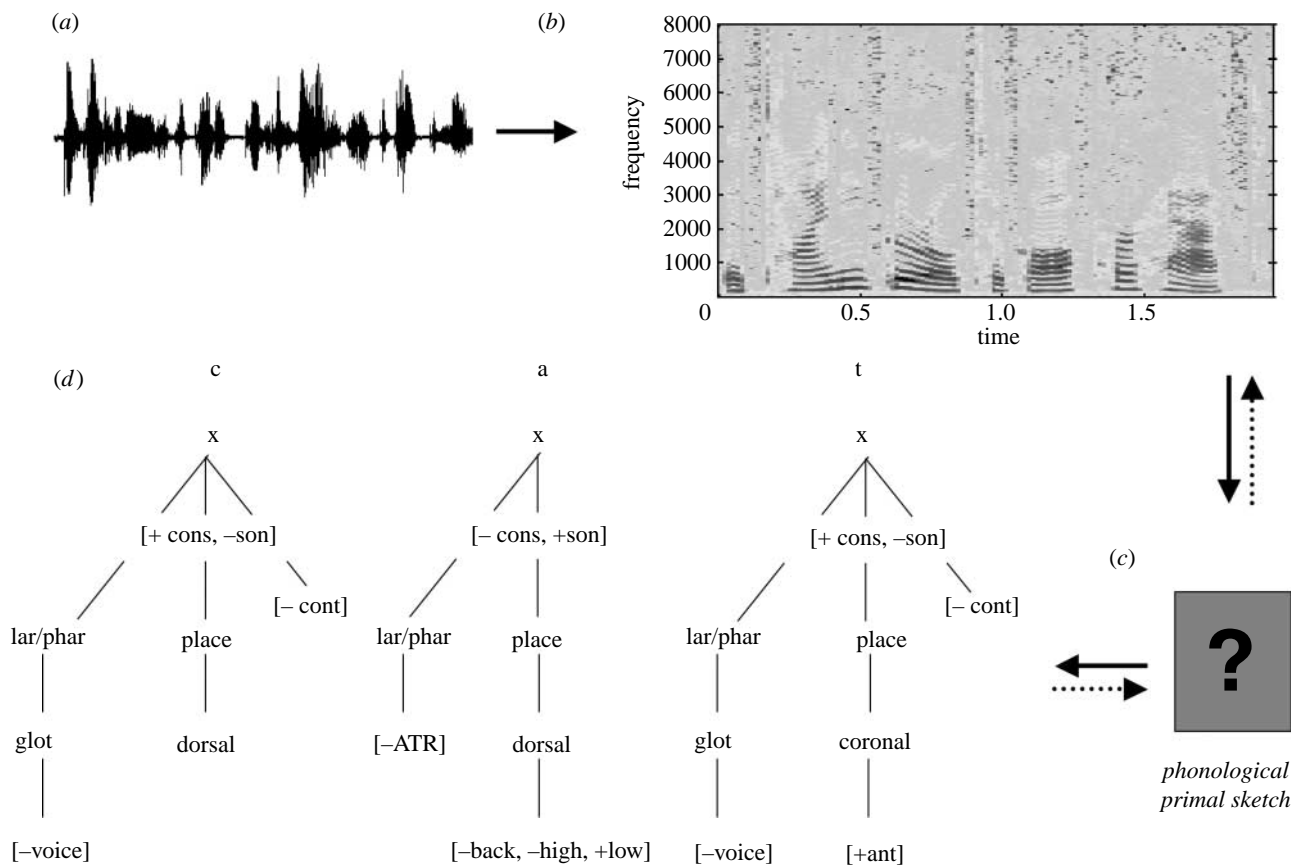 (a)
(b)
8000
7000
6000
5000
4000
3000
2000
1000
0
frequency
0.5 1.0 1.5
time
(d) c a t
x x x
[+ cons, –son] [– cons, +son] [+ cons, –son]
(c)
[– cont] [– cont]
lar/phar place lar/phar place lar/phar place
?
glot dorsal [–ATR] dorsal glot coronal
phonological
primal sketch
[–voice] [–back, –high, +low] [–voice] [+ant]